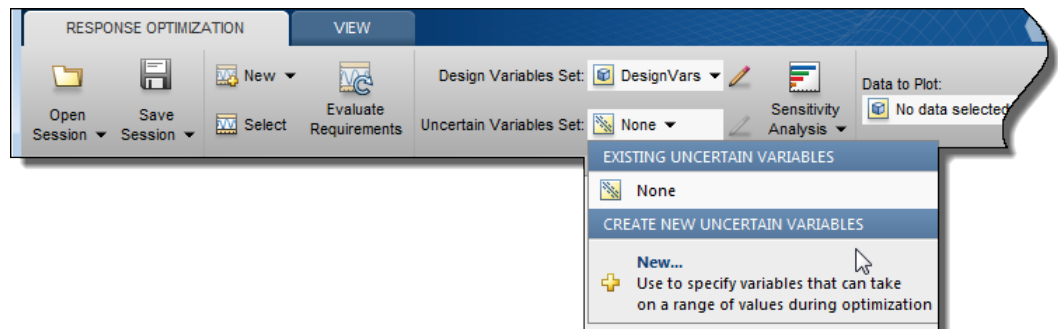 RESPONSE OPTIMIZATION
VIEW
Open Session
Save Session
New
Select
Evaluate Requirements
Design Variables Set: DesignVars
Uncertain Variables Set: None
Sensitivity Analysis
Data to Plot:
No data selected
EXISTING UNCERTAIN VARIABLES
None
CREATE NEW UNCERTAIN VARIABLES
New...
Use to specify variables that can take
on a range of values during optimization